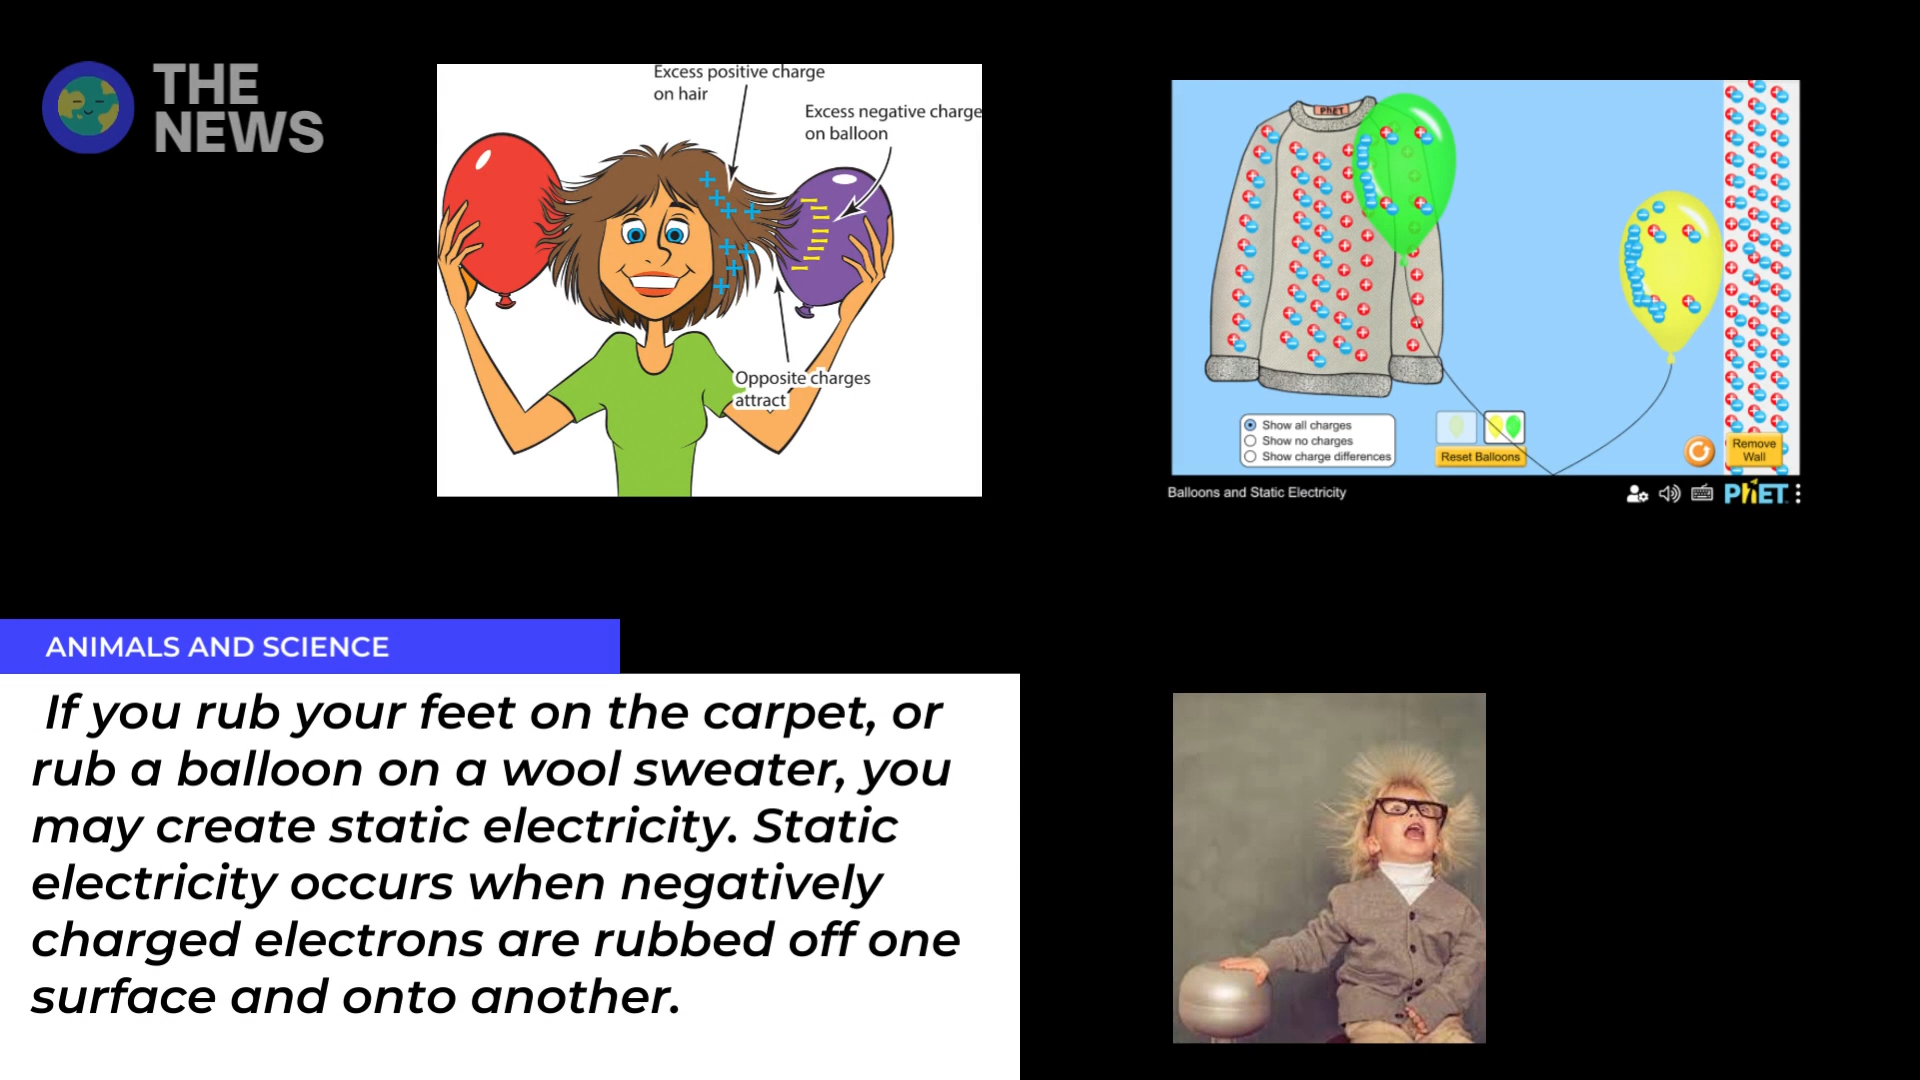 THE
NEWS
Excess positive charge
on hair
Excess negative charge
on balloon
Opposite charges
attract
PhET
Show all charges
Show no charges
Show charge differences
Reset Balloons
Remove
Wall
Balloons and Static Electricity
PhET
ANIMALS AND SCIENCE
If you rub your feet on the carpet, or
rub a balloon on a wool sweater, you
may create static electricity. Static
electricity occurs when negatively
charged electrons are rubbed off one
surface and onto another.